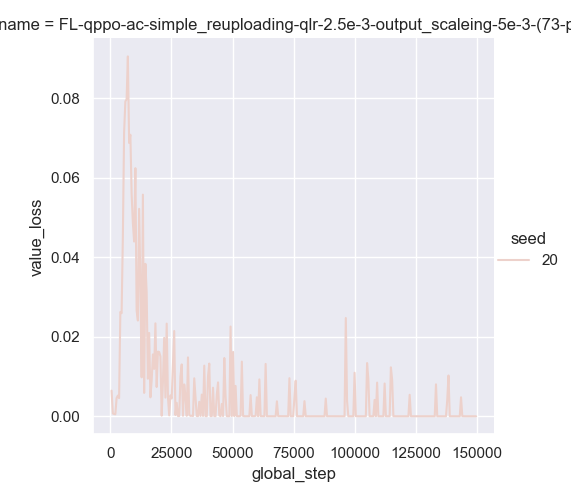 name = FL-qppo-ac-simple_reuploading-qlr-2.5e-3-output_scaleing-5e-3-(73-p
0.08
0.06
0.04
0.02
0.00
value_loss
0 25000 50000 75000 100000 125000 150000
global_step
seed
20